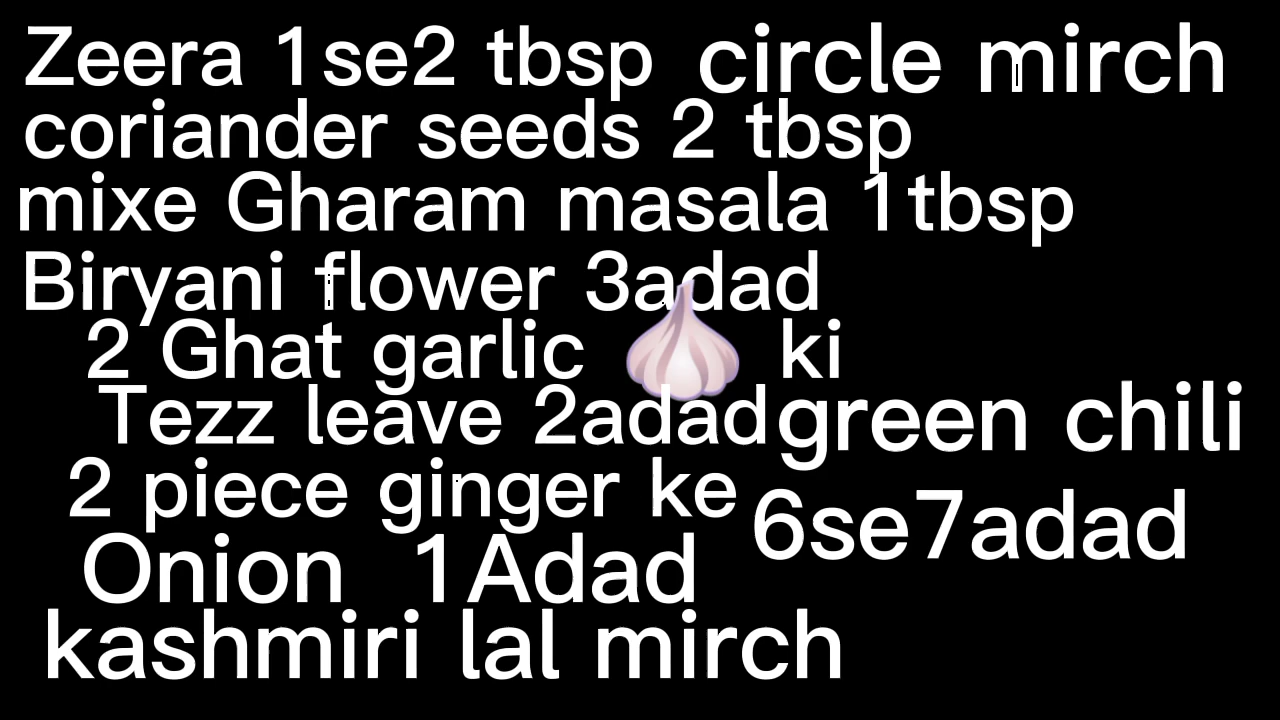 Zeera 1se2 tbsp circle mirch
coriander seeds 2 tbsp
mixe Gharam masala 1tbsp
Biryani flower 3adad
2 Ghat garlic 🧄 ki
Tezz leave 2adad green chili
2 piece ginger ke
6se7adad
Onion 1Adad
kashmiri lal mirch